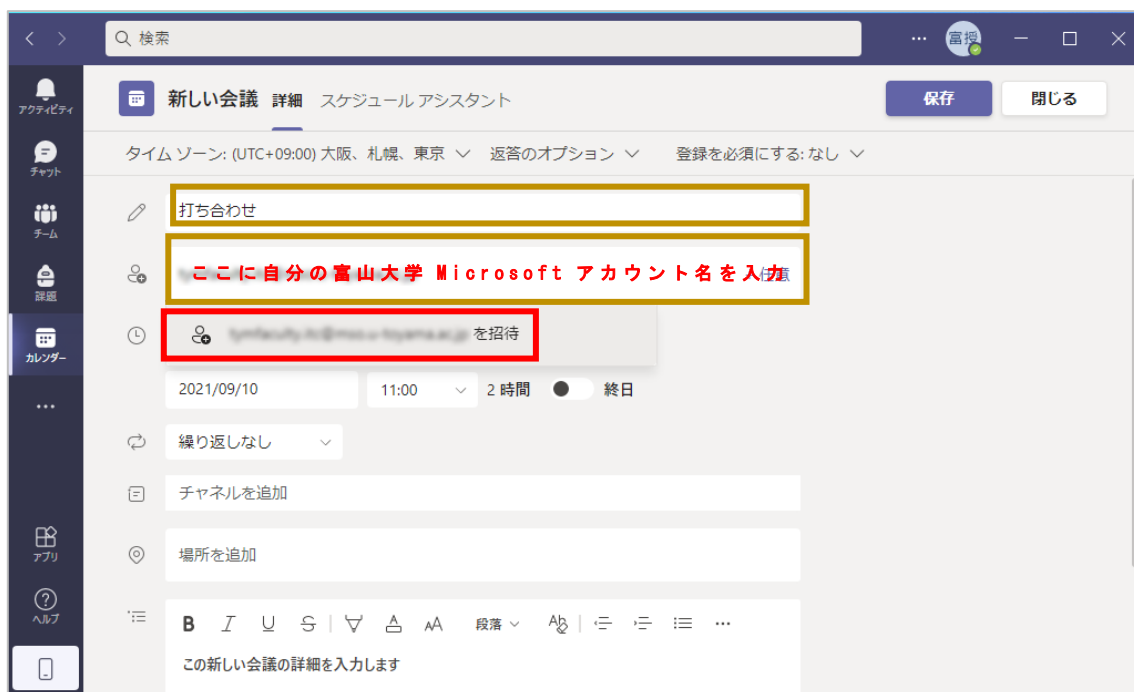 検索
富授
アクティビティ
新しい会議 詳細 スケジュール アシスタント
保存
閉じる
タイム ゾーン: (UTC+09:00) 大阪、札幌、東京
返答のオプション
登録を必須にする: なし
チャット
打ち合わせ
チーム
ここに自分の富山大学 Microsoft アカウント名を入力
任意
課題
を招待
カレンダー
2021/09/10
11:00
2 時間
終日
繰り返しなし
チャネルを追加
アプリ
場所を追加
ヘルプ
B I U S A AA 段落
この新しい会議の詳細を入力します